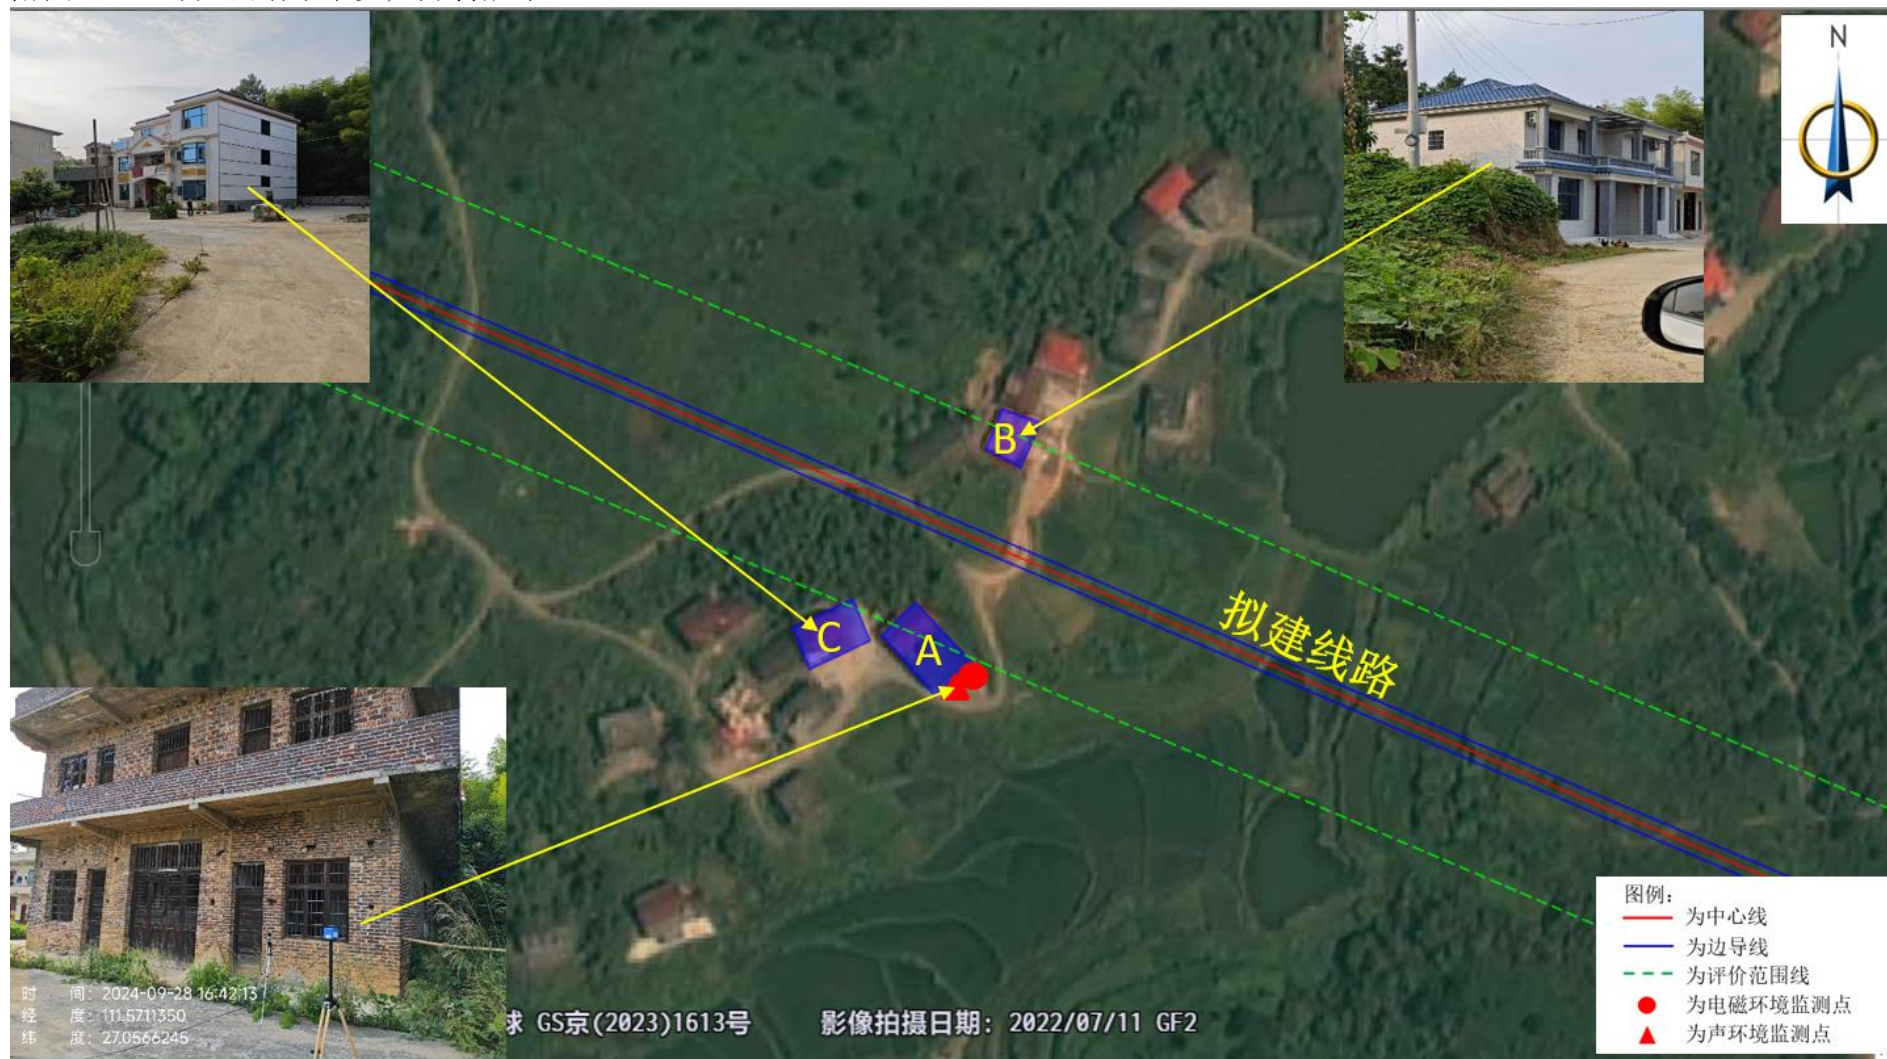 N
B
C
A
拟建线路
图例：
为中心线
为边导线
为评价范围线
为电磁环境监测点
为声环境监测点
时 间：2024-09-28 16:42:13
经 度：111.5711350
纬 度：27.0566245
球 GS京(2023)1613号 影像拍摄日期：2022/07/11 GF2